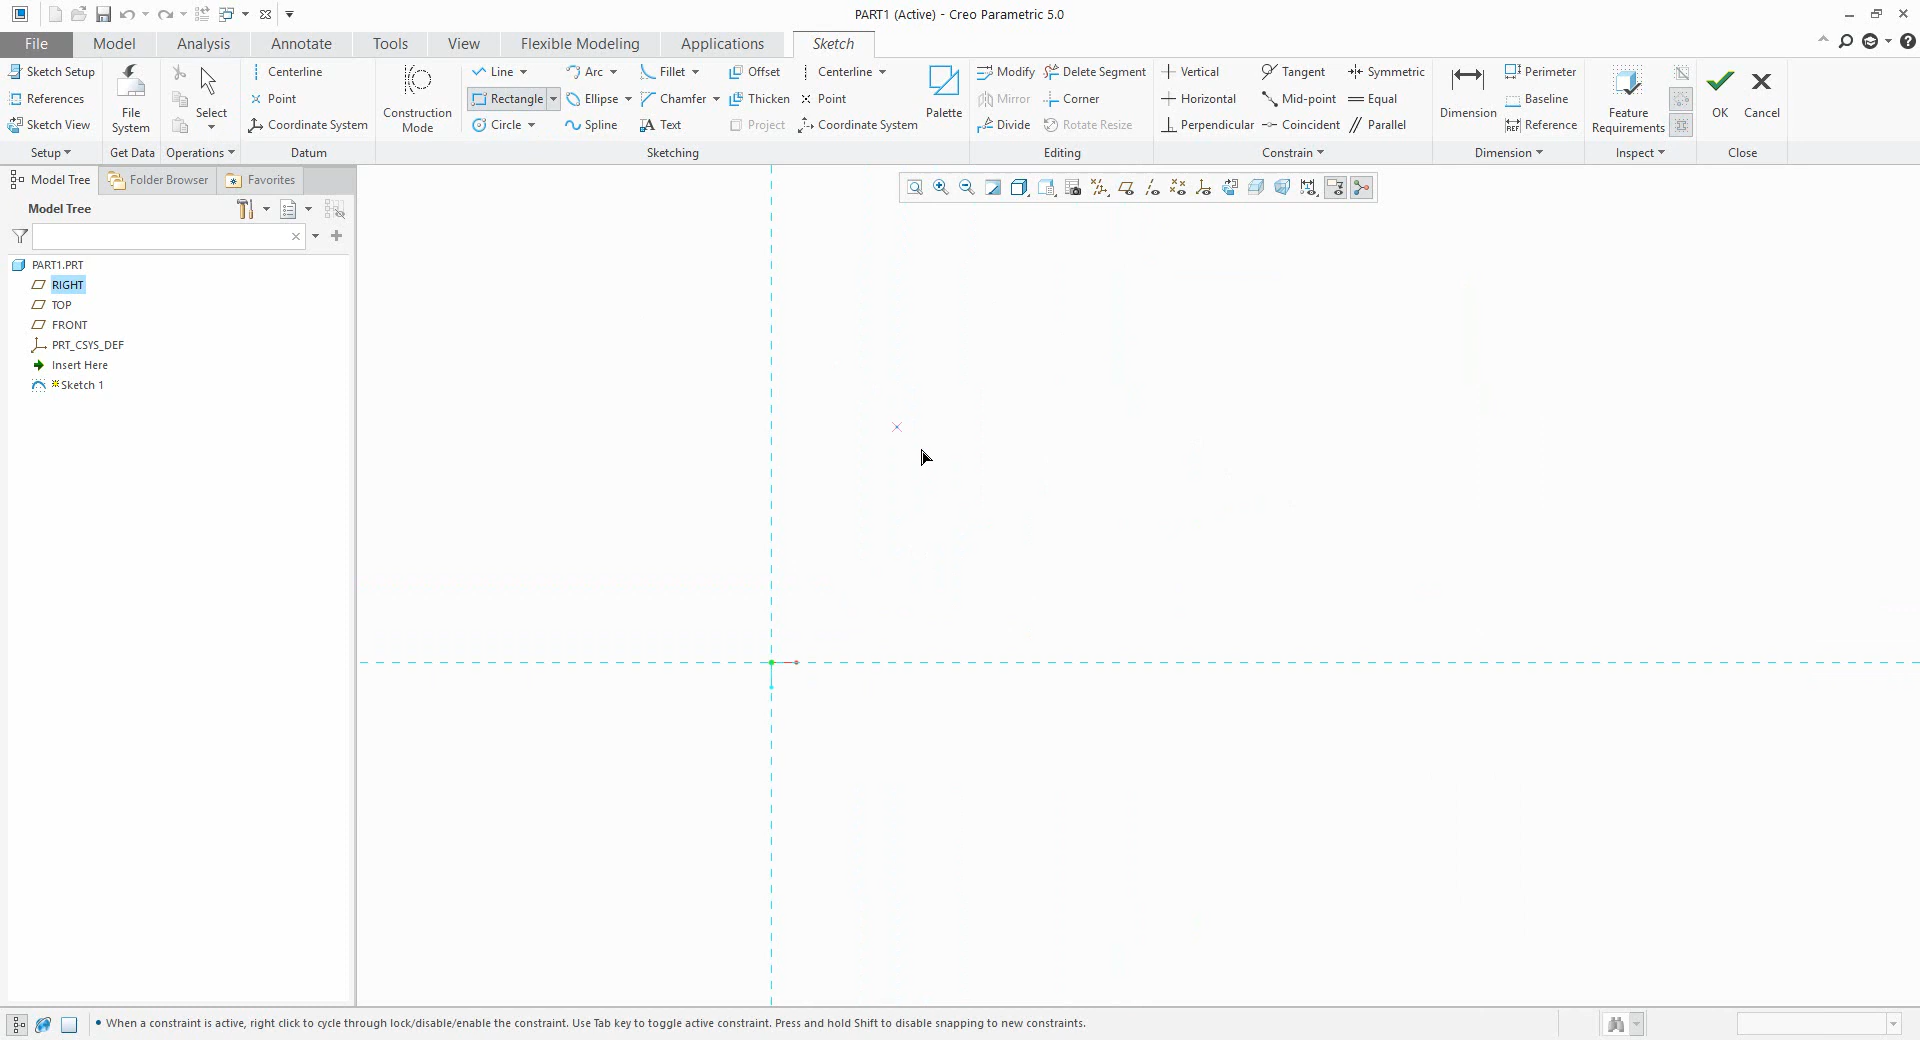 PART1 (Active) - Creo Parametric 5.0
File Model Analysis Annotate Tools View Flexible Modeling Applications Sketch
Sketch Setup
References
Sketch View
Setup
File System
Get Data
Select
Operations
Centerline
Point
Coordinate System
Datum
Construction Mode
Line
Rectangle
Circle
Arc
Ellipse
Spline
Fillet
Chamfer
Text
Offset
Thicken
Project
Centerline
Point
Coordinate System
Palette
Sketching
Modify
Mirror
Divide
Delete Segment
Corner
Rotate Resize
Editing
Vertical
Horizontal
Perpendicular
Tangent
Mid-point
Coincident
Symmetric
Equal
Parallel
Constrain
Dimension
Perimeter
Baseline
REF Reference
Dimension
Feature Requirements
Inspect
OK
Cancel
Close
Model Tree Folder Browser Favorites
Model Tree
PART1.PRT
RIGHT
TOP
FRONT
PRT_CSYS_DEF
Insert Here
Sketch 1
• When a constraint is active, right click to cycle through lock/disable/enable the constraint. Use Tab key to toggle active constraint. Press and hold Shift to disable snapping to new constraints.